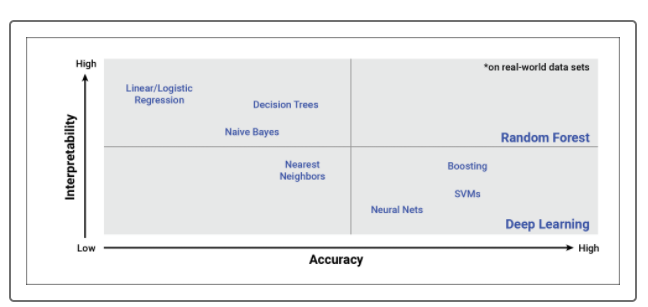 High
*on real-world data sets
Linear/Logistic
Regression
Decision Trees
Naive Bayes
Random Forest
Interpretability
Nearest
Neighbors
Boosting
SVMs
Neural Nets
Deep Learning
Low
High
Accuracy